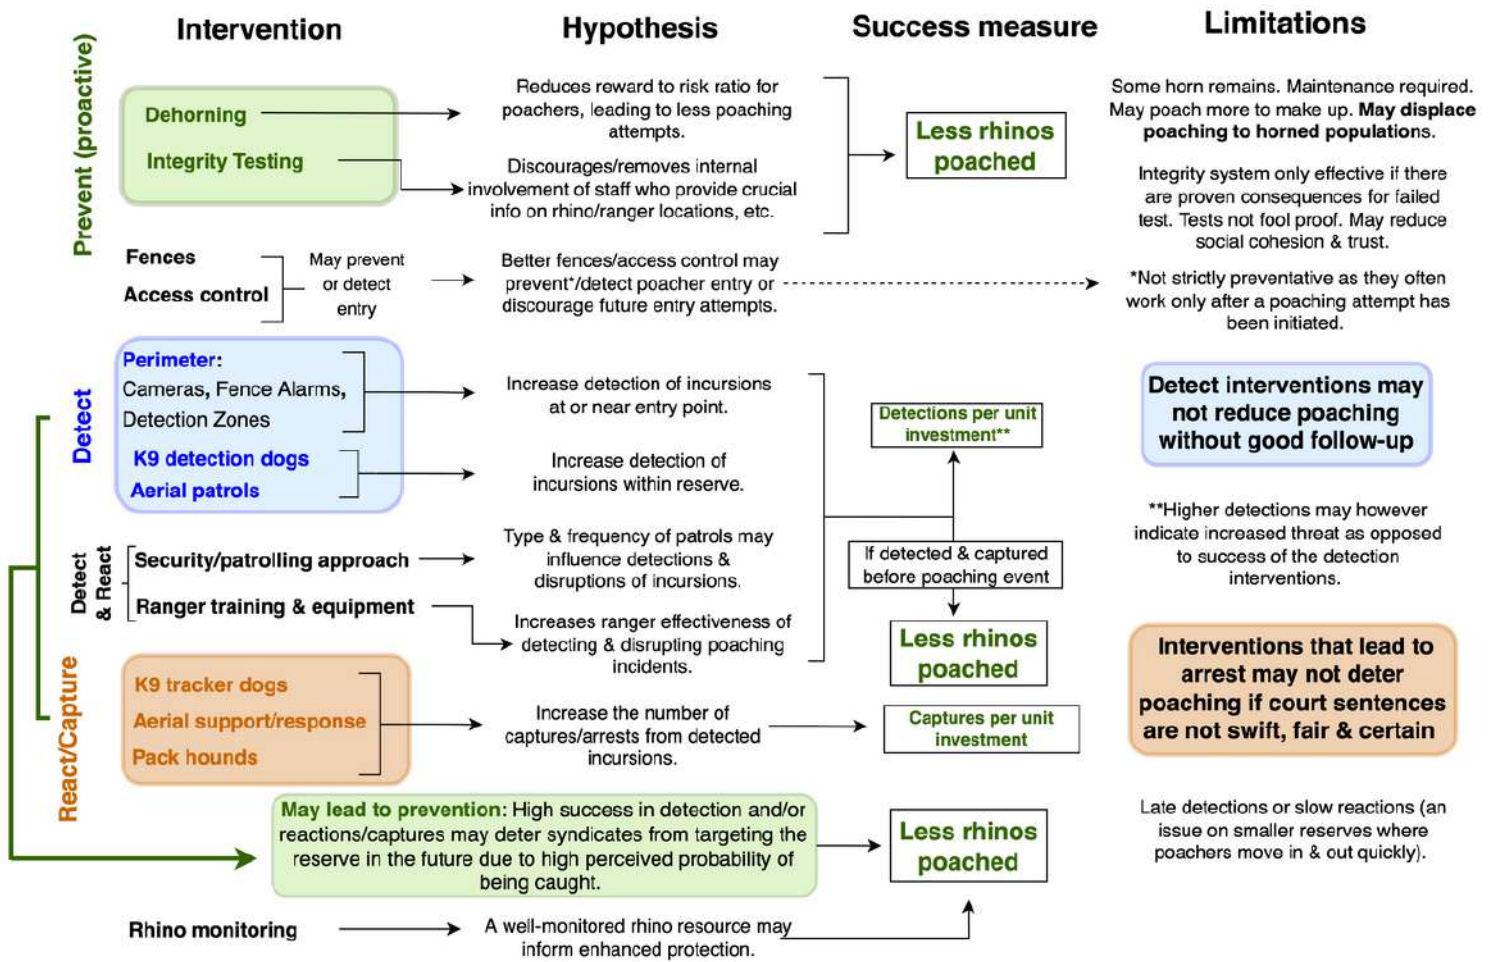 Intervention
Hypothesis
Success measure
Limitations
Prevent (proactive)
Dehorning
Integrity Testing
Reduces reward to risk ratio for
poachers, leading to less poaching
attempts.
Discourages/removes internal
involvement of staff who provide crucial
info on rhino/ranger locations, etc.
Less rhinos
poached
Some horn remains. Maintenance required.
May poach more to make up. May displace
poaching to horned populations.
Integrity system only effective if there
are proven consequences for failed
test. Tests not fool proof. May reduce
social cohesion & trust.
Fences
Access control
May prevent
or detect
entry
Better fences/access control may
prevent*/detect poacher entry or
discourage future entry attempts.
*Not strictly preventative as they often
work only after a poaching attempt has
been initiated.
Detect
Perimeter:
Cameras, Fence Alarms,
Detection Zones
K9 detection dogs
Aerial patrols
Increase detection of incursions
at or near entry point.
Increase detection of
incursions within reserve.
Detections per unit
investment**
Detect interventions may
not reduce poaching
without good follow-up
Detect
& React
Security/patrolling approach
Ranger training & equipment
Type & frequency of patrols may
influence detections &
disruptions of incursions.
Increases ranger effectiveness of
detecting & disrupting poaching
incidents.
If detected & captured
before poaching event
Less rhinos
poached
**Higher detections may however
indicate increased threat as opposed
to success of the detection
interventions.
React/Capture
K9 tracker dogs
Aerial support/response
Pack hounds
Increase the number of
captures/arrests from detected
incursions.
Captures per unit
investment
Interventions that lead to
arrest may not deter
poaching if court sentences
are not swift, fair & certain
May lead to prevention: High success in detection and/or
reactions/captures may deter syndicates from targeting the
reserve in the future due to high perceived probability of
being caught.
Less rhinos
poached
Late detections or slow reactions (an
issue on smaller reserves where
poachers move in & out quickly).
Rhino monitoring
A well-monitored rhino resource may
inform enhanced protection.